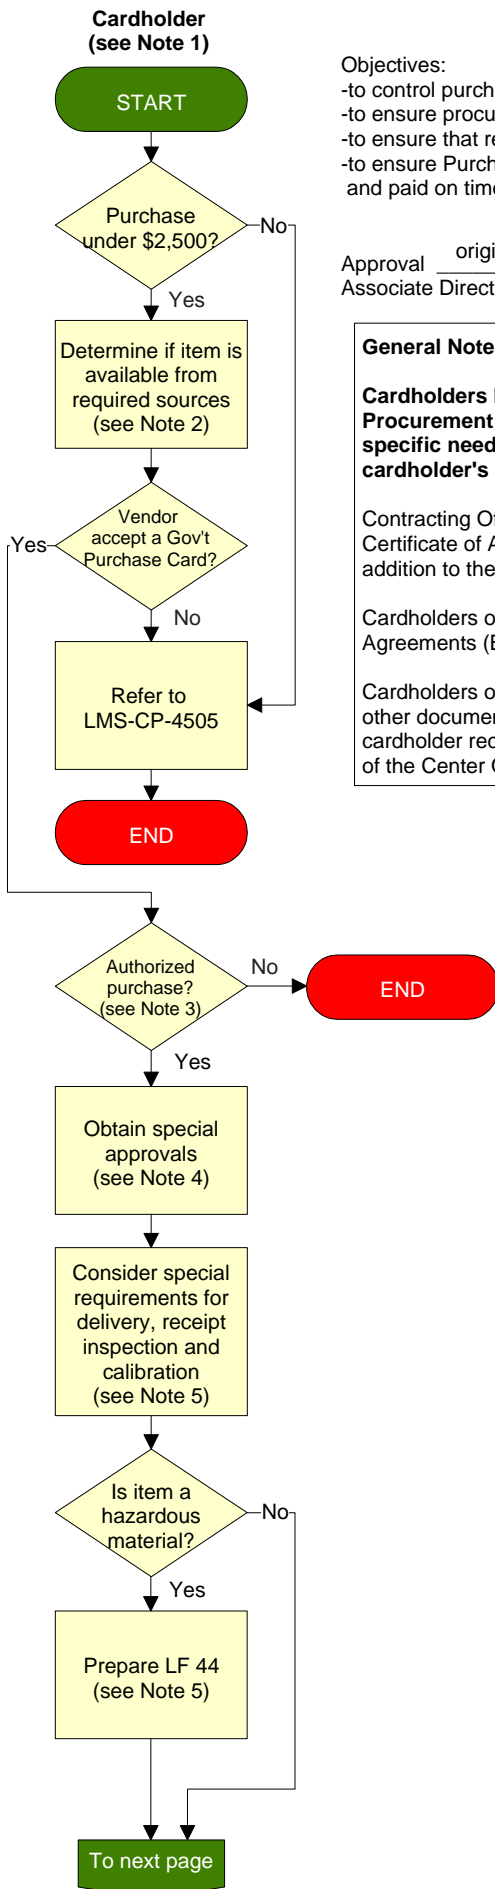 Cardholder
(see Note 1)
START
Purchase
under $2,500?
No
Yes
Determine if item is
available from
required sources
(see Note 2)
Vendor
accept a Gov't
Purchase Card?
Yes
No
Refer to
LMS-CP-4505
END
Authorized
purchase?
(see Note 3)
No
END
Yes
Obtain special
approvals
(see Note 4)
Consider special
requirements for
delivery, receipt
inspection and
calibration
(see Note 5)
Is item a
hazardous
material?
No
Yes
Prepare LF 44
(see Note 5)
To next page
Objectives:
-to control purch
-to ensure procu
-to ensure that re
-to ensure Purch
and paid on time
origi
Approval
Associate Direct
General Note
Cardholders
Procurement
specific need
cardholder's
Contracting Of
Certificate of A
addition to the
Cardholders o
Agreements (
Cardholders o
other documen
cardholder rec
of the Center